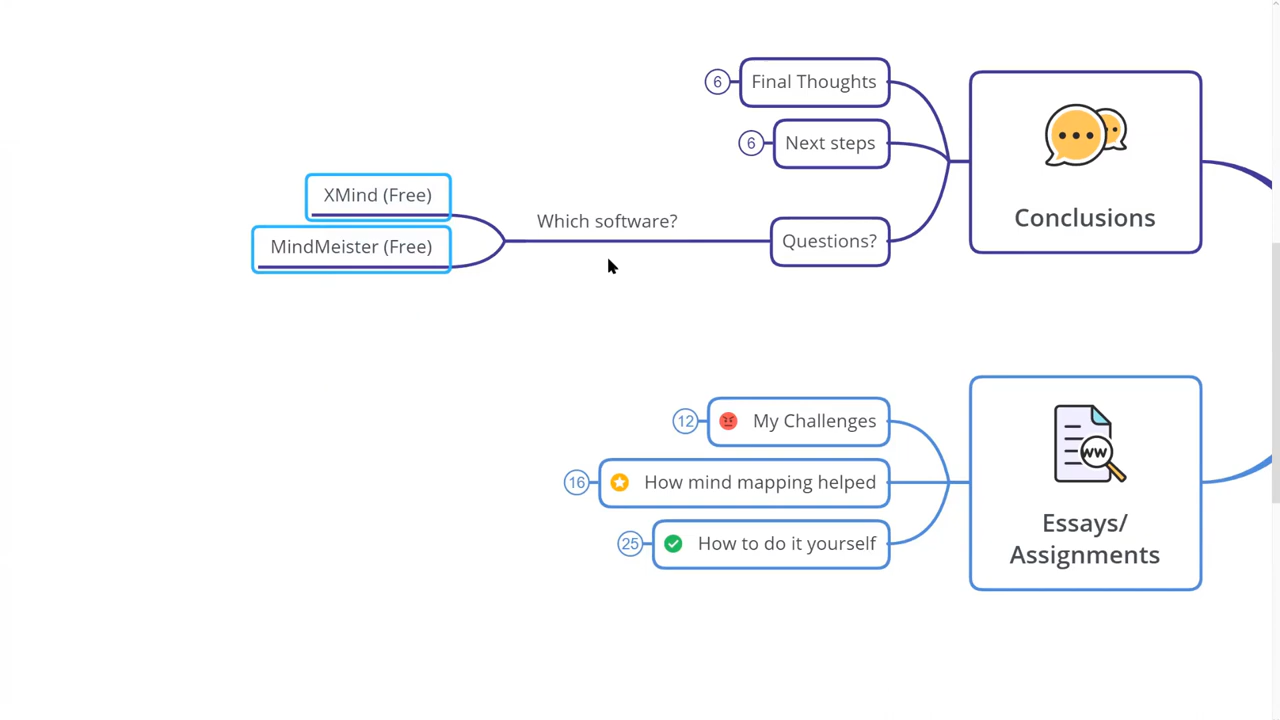 6
Final Thoughts
6
Next steps
XMind (Free)
MindMeister (Free)
Which software?
Questions?
Conclusions
12
My Challenges
16
How mind mapping helped
25
How to do it yourself
WW
Essays/
Assignments